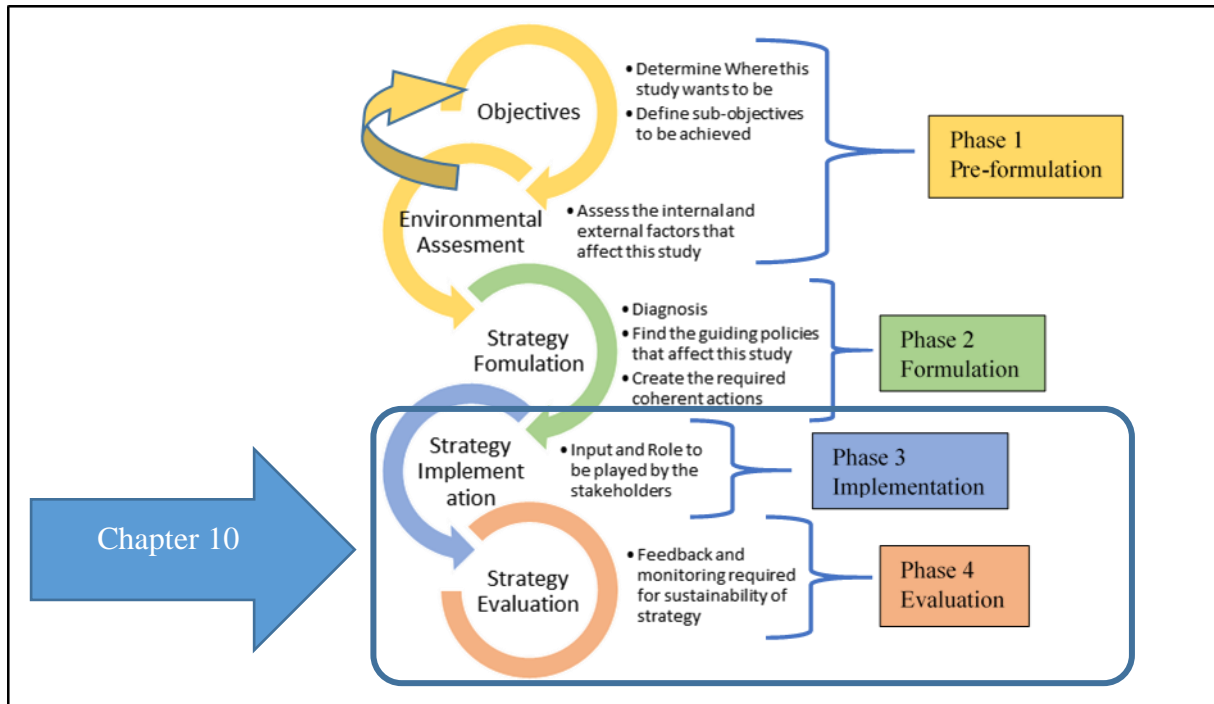 Objectives
• Determine Where this
study wants to be
• Define sub-objectives
to be achieved
Phase 1
Pre-formulation
Environmental
Assesment
• Assess the internal and
external factors that
affect this study
Strategy
Fomulation
• Diagnosis
• Find the guiding policies
that affect this study
• Create the required
coherent actions
Phase 2
Formulation
Chapter 10
Strategy
Implement
ation
• Input and Role to
be played by the
stakeholders
Phase 3
Implementation
Strategy
Evaluation
• Feedback and
monitoring required
for sustainability of
strategy
Phase 4
Evaluation